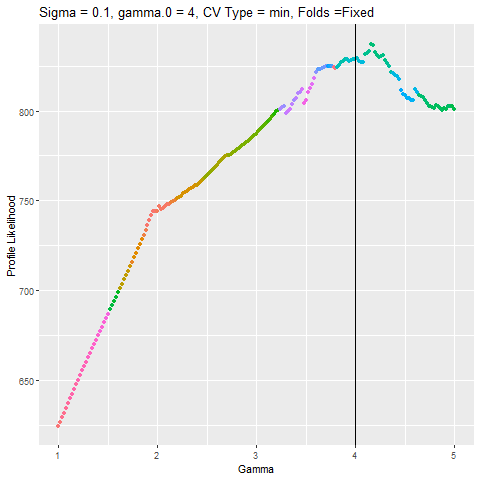 Sigma = 0.1, gamma.0 = 4, CV Type = min, Folds =Fixed
Profile Likelihood
800
750
700
650
1 2 3 4 5
Gamma